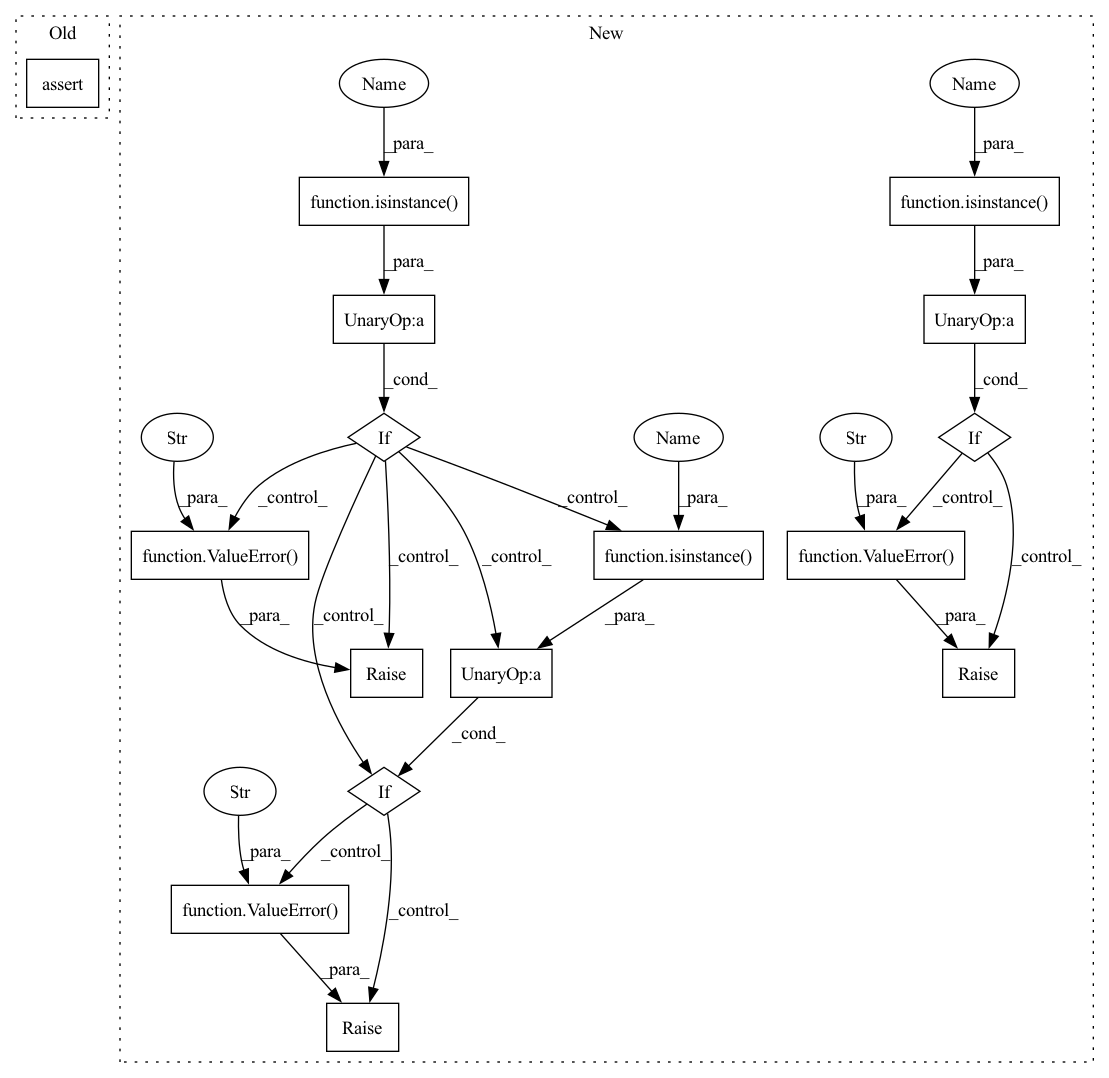 Old
New
assert
Name
Name
_para_
_para_
function.isinstance()
function.isinstance()
_para_
_para_
UnaryOp:a
UnaryOp:a
_cond_
_cond_
Str
If
Name
Str
If
_para_
_control_
_control_
_para_
_para_
_control_
function.ValueError()
_control_
_control_
function.isinstance()
function.ValueError()
_control_
_para_
_control_
_para_
_para_
Raise
UnaryOp:a
Raise
_cond_
Str
If
_para_
_control_
function.ValueError()
_control_
_para_
Raise